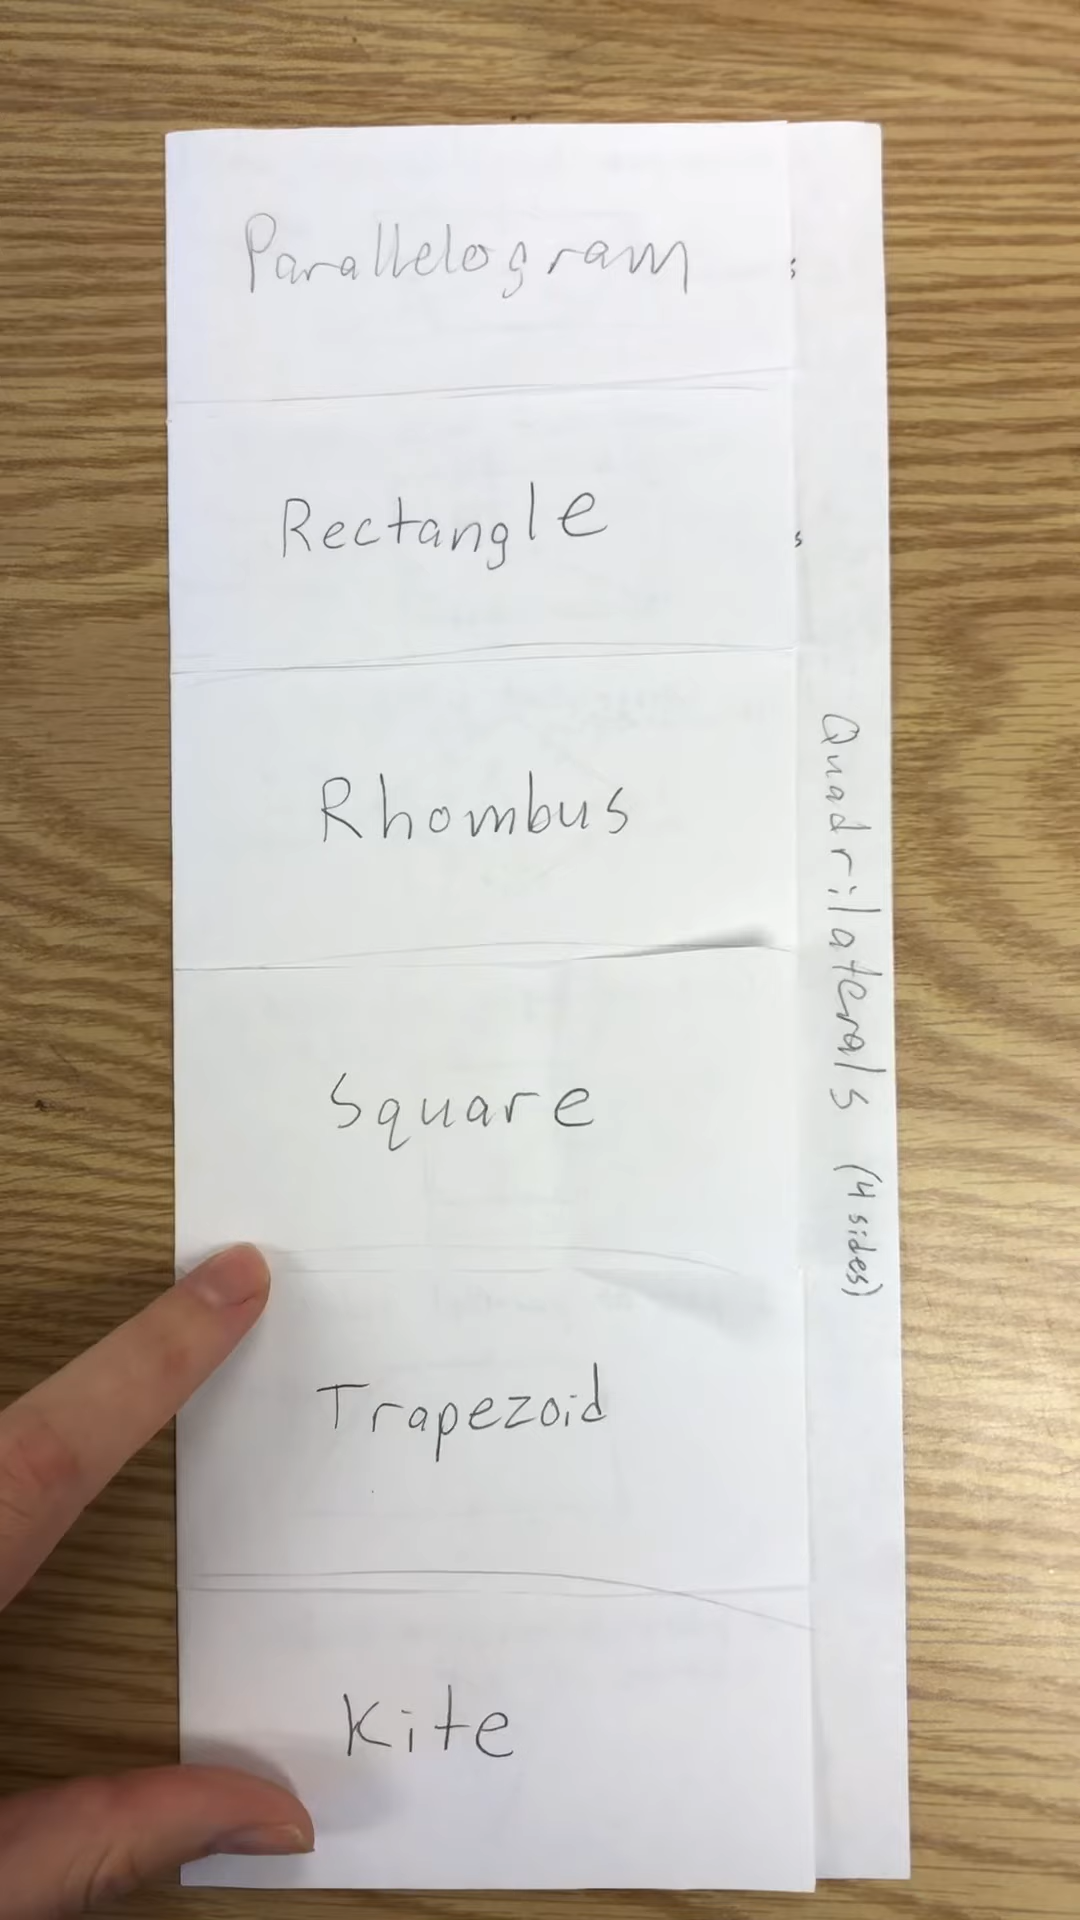 Parallelogram
Rectangle
Rhombus
Square
Trapezoid
Kite
Quadrilaterals (4 sides)